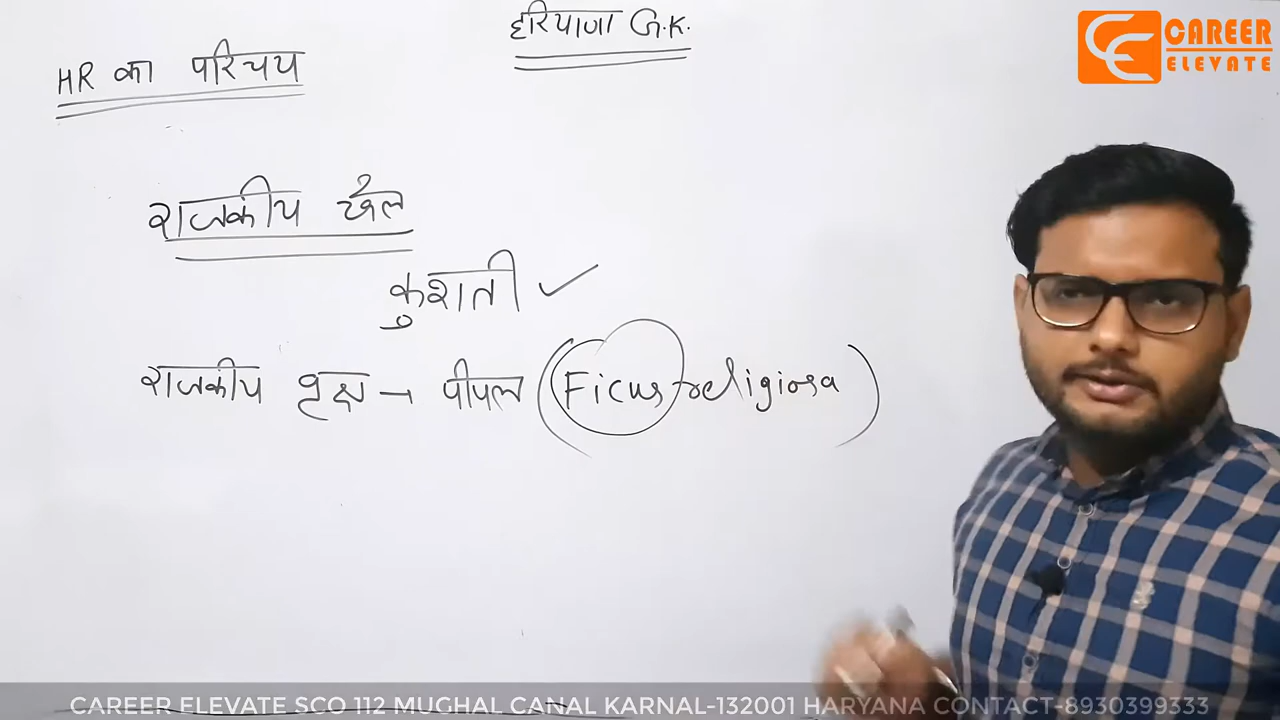 हरियाणा G.K.
HR का परिचय
CAREER
ELEVATE
राजकीय खेल
कुशती ✓
राजकीय वृक्ष → पीपल (Ficus religiosa)
CAREER ELEVATE SCO 112 MUGHAL CANAL KARNAL-132001 HARYANA CONTACT-8930399333